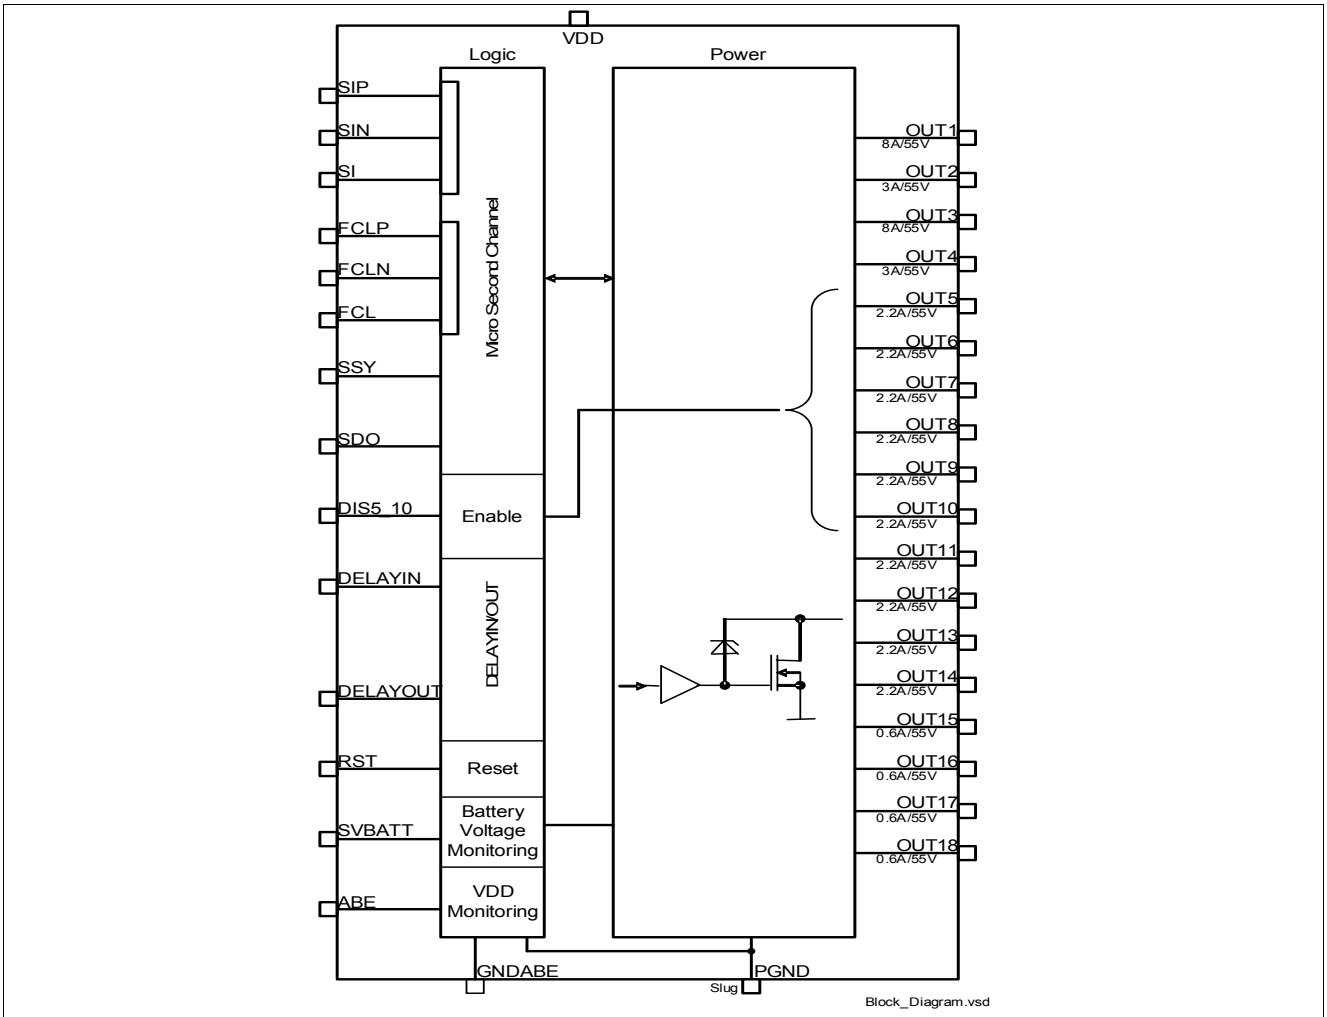 VDD
Logic
Power
SIP
SIN
SI
FCLP
FCLN
FCL
SSY
SDO
DIS5_10
DELAYIN
DELAYOUT
RST
SVBATT
ABE
Micro Second Channel
Enable
DELAYIN/OUT
Reset
Battery
Voltage
Monitoring
VDD
Monitoring
OUT1
8A/55V
OUT2
3A/55V
OUT3
8A/55V
OUT4
3A/55V
OUT5
2.2A/55V
OUT6
2.2A/55V
OUT7
2.2A/55V
OUT8
2.2A/55V
OUT9
2.2A/55V
OUT10
2.2A/55V
OUT11
2.2A/55V
OUT12
2.2A/55V
OUT13
2.2A/55V
OUT14
2.2A/55V
OUT15
0.6A/55V
OUT16
0.6A/55V
OUT17
0.6A/55V
OUT18
0.6A/55V
GNDABE
PGND
Slug
Block_Diagram.vsd